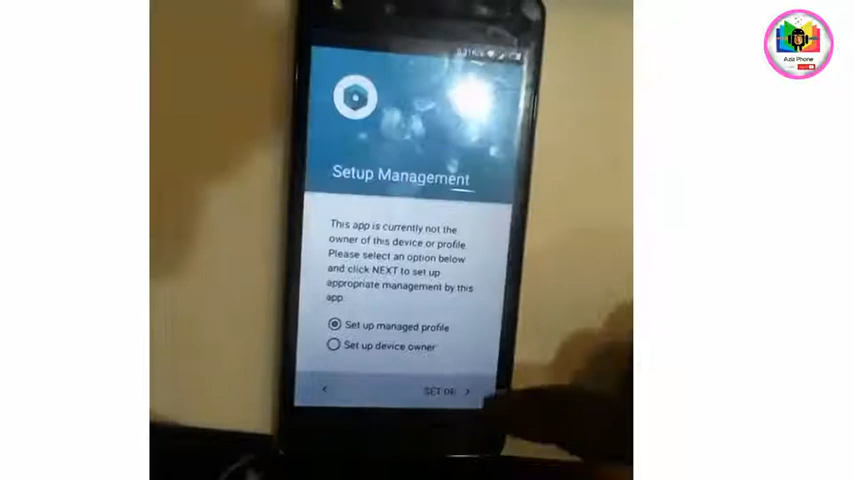 Setup Management
This app is currently not the
owner of this device or profile
Please select an option below
and click NEXT to set up
appropriate management by this
app
Set up managed profile
Set up device owner
Aziz Phone